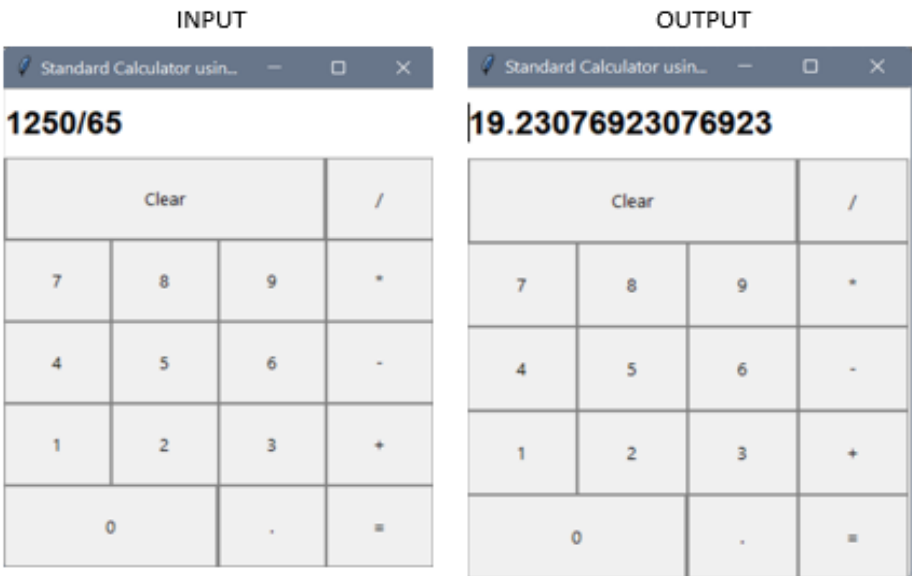 INPUT
OUTPUT
Standard Calculator usin...
1250/65
Clear /
7 8 9 *
4 5 6 -
1 2 3 +
0 . =
Standard Calculator usin...
19.23076923076923
Clear /
7 8 9 *
4 5 6 -
1 2 3 +
0 . =